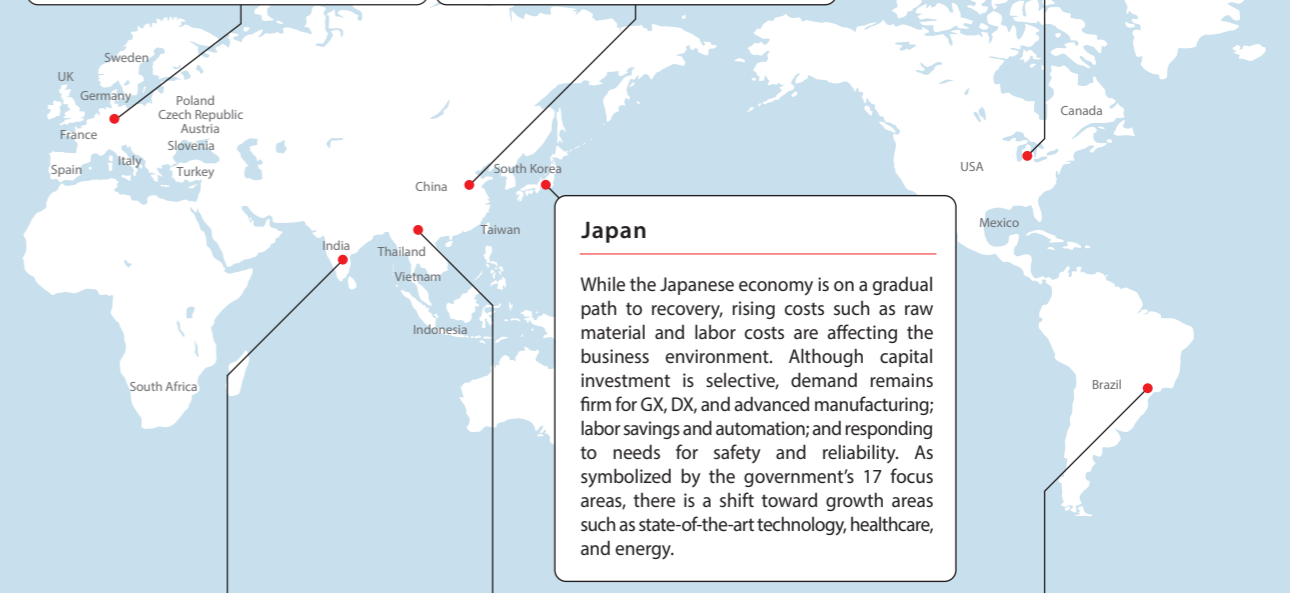 Sweden
UK
Germany
Poland
Czech Republic
France
Austria
Slovenia
Italy
Spain
Turkey
China
South Korea
Taiwan
India
Thailand
Vietnam
Indonesia
South Africa
Canada
USA
Mexico
Brazil
Japan
While the Japanese economy is on a gradual
path to recovery, rising costs such as raw
material and labor costs are affecting the
business environment. Although capital
investment is selective, demand remains
firm for GX, DX, and advanced manufacturing;
labor savings and automation; and responding
to needs for safety and reliability. As
symbolized by the government’s 17 focus
areas, there is a shift toward growth areas
such as state-of-the-art technology, healthcare,
and energy.